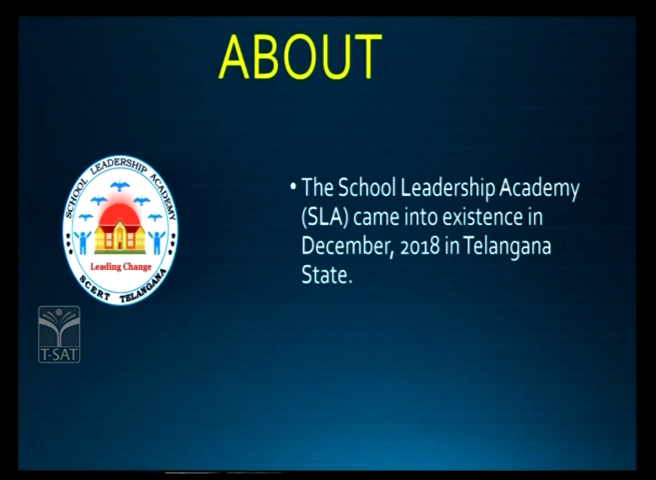 ABOUT
SCHOOL LEADERSHIP ACADEMY
Leading Change
SCERT TELANGANA
T-SAT
• The School Leadership Academy
(SLA) came into existence in
December, 2018 in Telangana
State.